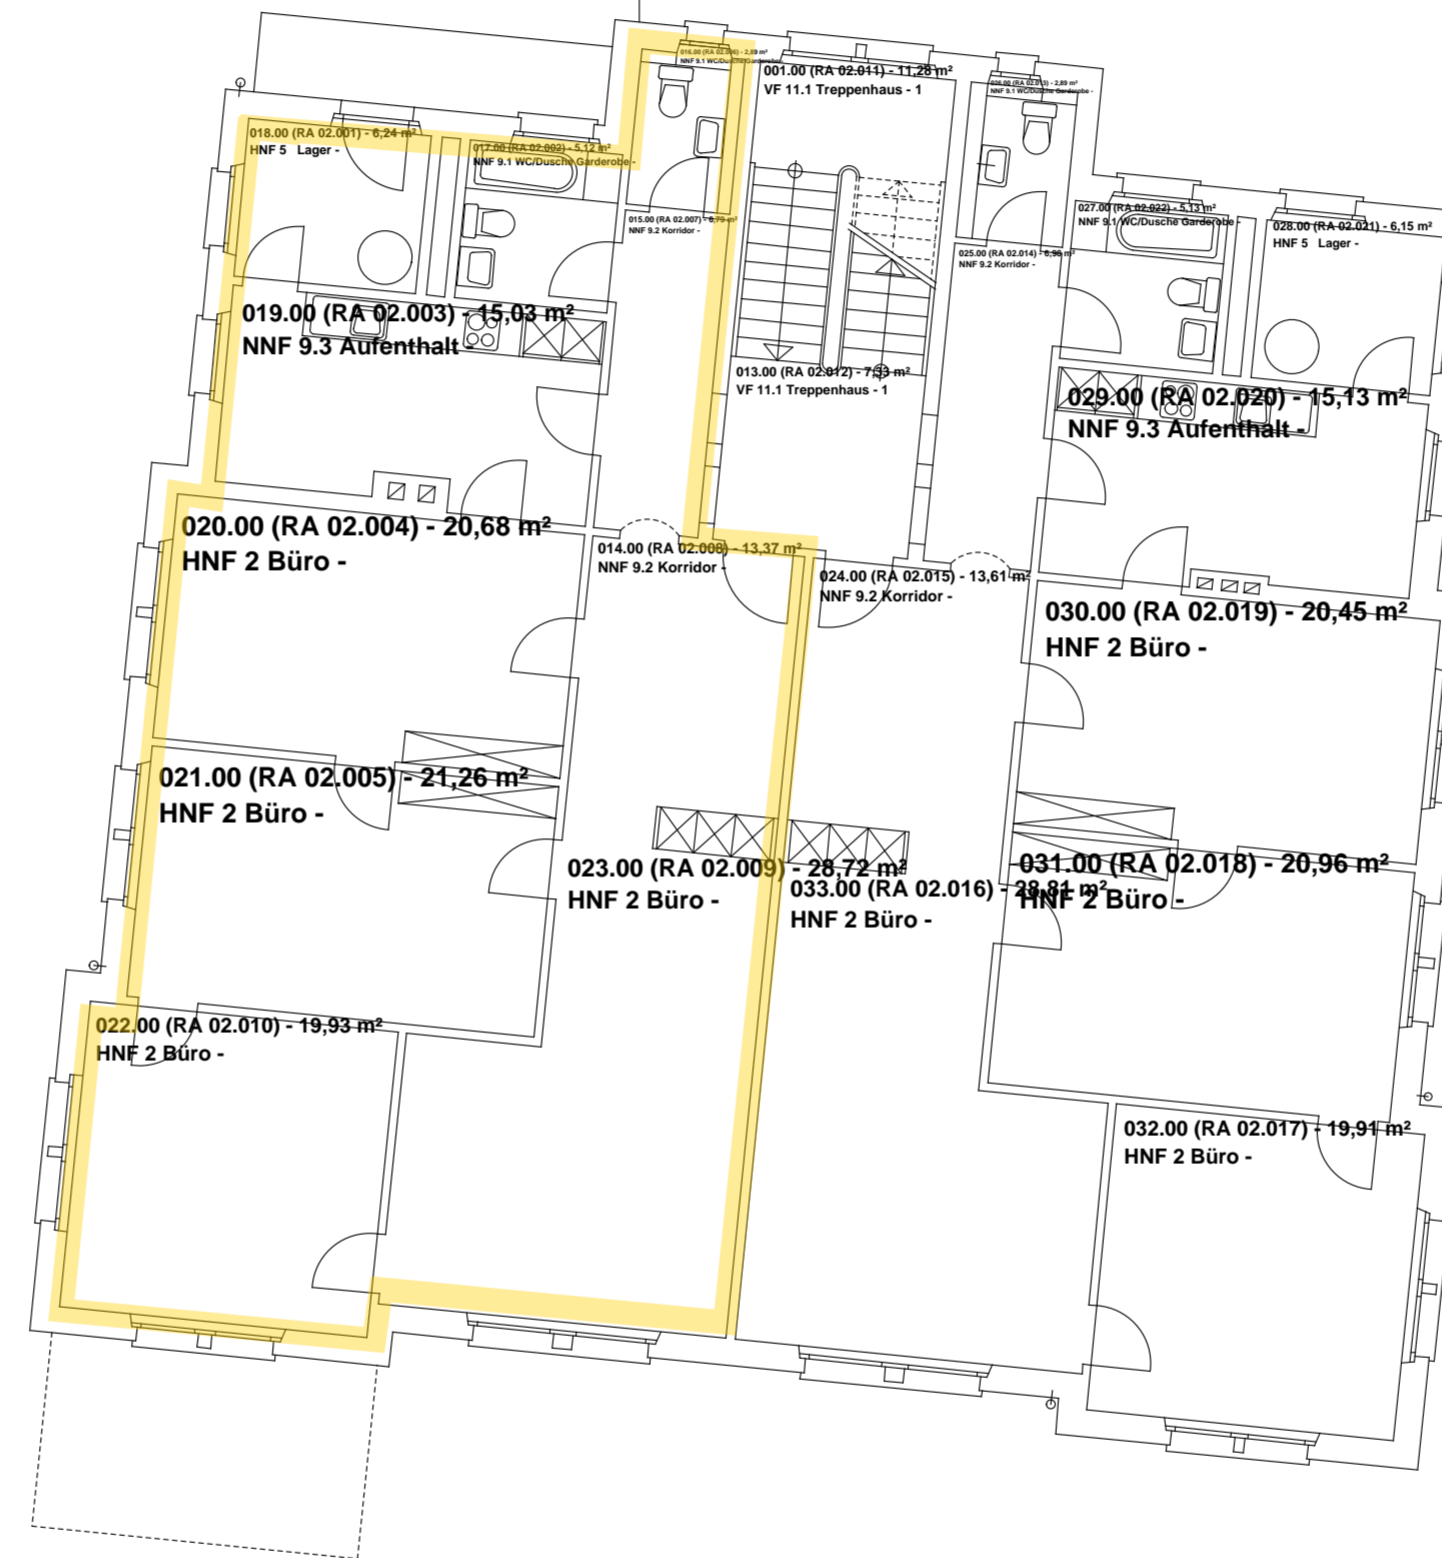 016.00 (RA 02.006) - 2,89 m²
NNF 9.1 WC/Dusche Garderobe -
001.00 (RA 02.011) - 11,28 m²
VF 11.1 Treppenhaus - 1
026.00 (RA 02.013) - 2,89 m²
NNF 9.1 WC/Dusche Garderobe -
018.00 (RA 02.001) - 6,24 m²
HNF 5 Lager -
017.00 (RA 02.002) - 5,12 m²
NNF 9.1 WC/Dusche Garderobe -
015.00 (RA 02.007) - 6,79 m²
NNF 9.2 Korridor -
027.00 (RA 02.022) - 5,13 m²
NNF 9.1 WC/Dusche Garderobe -
028.00 (RA 02.021) - 6,15 m²
HNF 5 Lager -
025.00 (RA 02.014) - 6,98 m²
NNF 9.2 Korridor -
019.00 (RA 02.003) - 15,03 m²
NNF 9.3 Aufenthalt -
013.00 (RA 02.012) - 7,33 m²
VF 11.1 Treppenhaus - 1
029.00 (RA 02.020) - 15,13 m²
NNF 9.3 Aufenthalt -
020.00 (RA 02.004) - 20,68 m²
HNF 2 Büro -
014.00 (RA 02.008) - 13,37 m²
NNF 9.2 Korridor -
024.00 (RA 02.015) - 13,61 m²
NNF 9.2 Korridor -
030.00 (RA 02.019) - 20,45 m²
HNF 2 Büro -
021.00 (RA 02.005) - 21,26 m²
HNF 2 Büro -
023.00 (RA 02.009) - 28,72 m²
HNF 2 Büro -
033.00 (RA 02.016) - 28,81 m²
HNF 2 Büro -
031.00 (RA 02.018) - 20,96 m²
HNF 2 Büro -
022.00 (RA 02.010) - 19,93 m²
HNF 2 Büro -
032.00 (RA 02.017) - 19,91 m²
HNF 2 Büro -